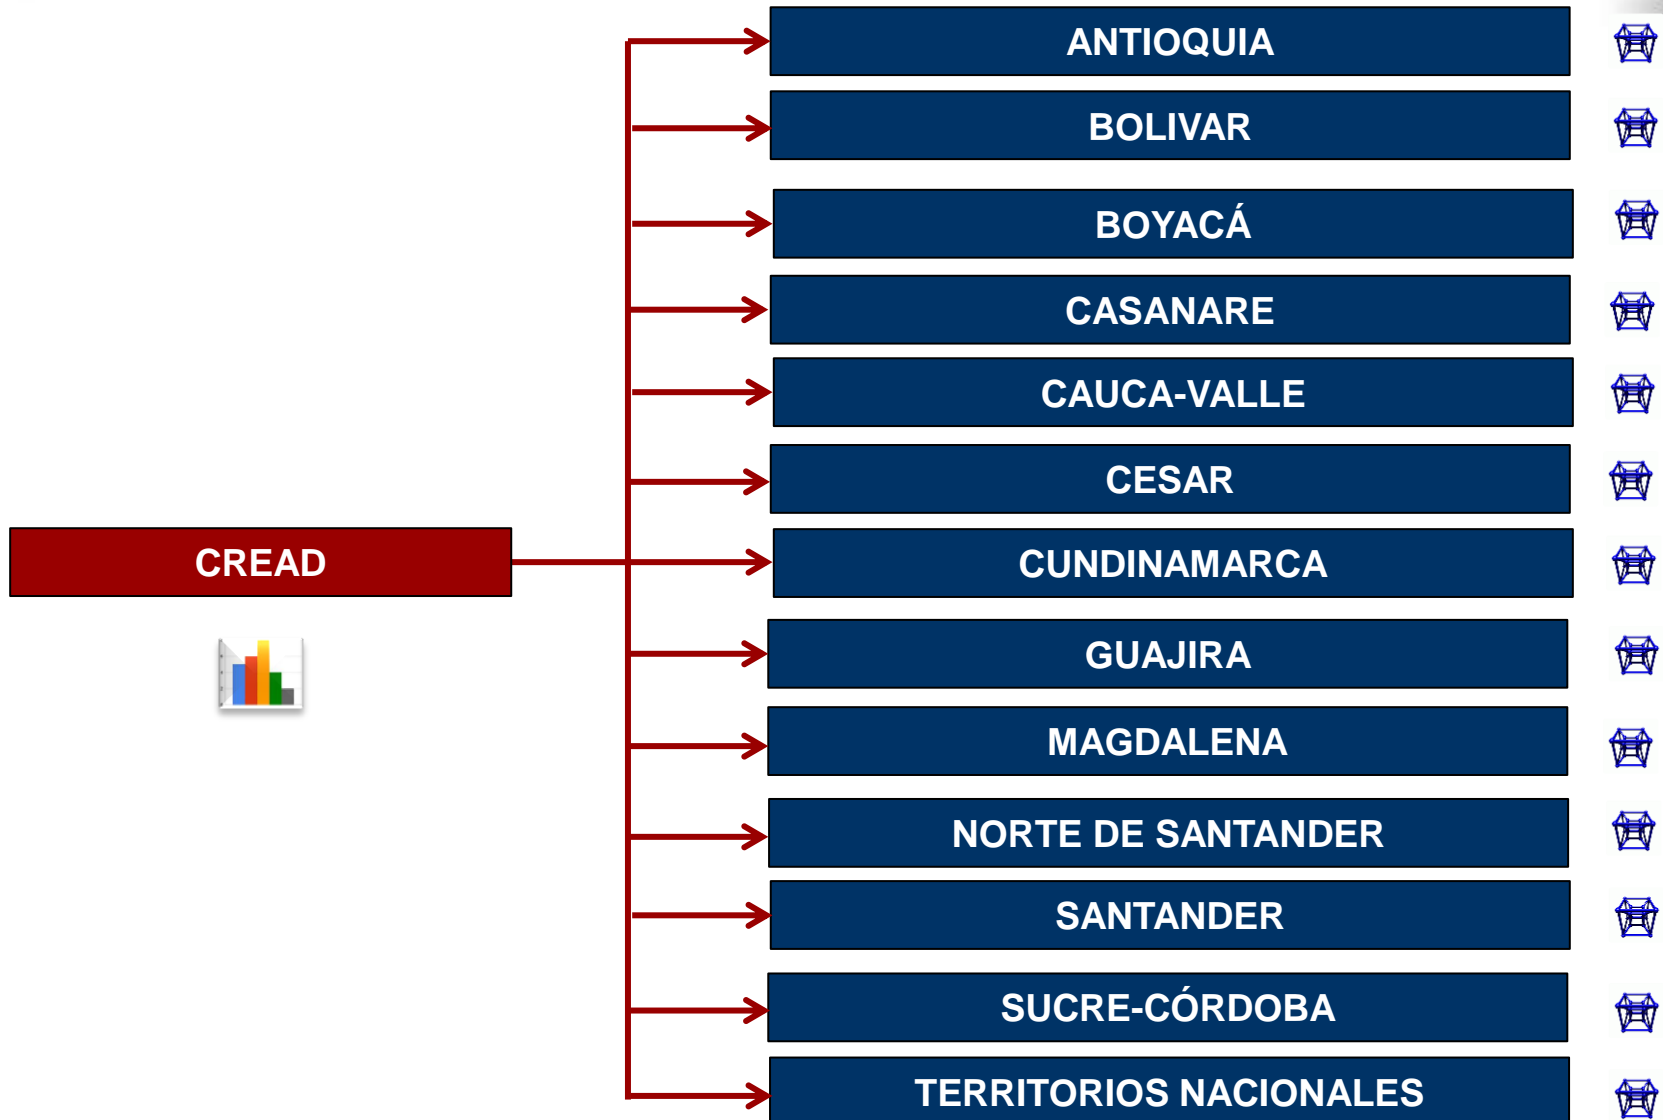 ANTIOQUIA
BOLIVAR
BOYACÁ
CASANARE
CAUCA-VALLE
CESAR
CREAD
CUNDINAMARCA
GUAJIRA
MAGDALENA
NORTE DE SANTANDER
SANTANDER
SUCRE-CÓRDOBA
TERRITORIOS NACIONALES